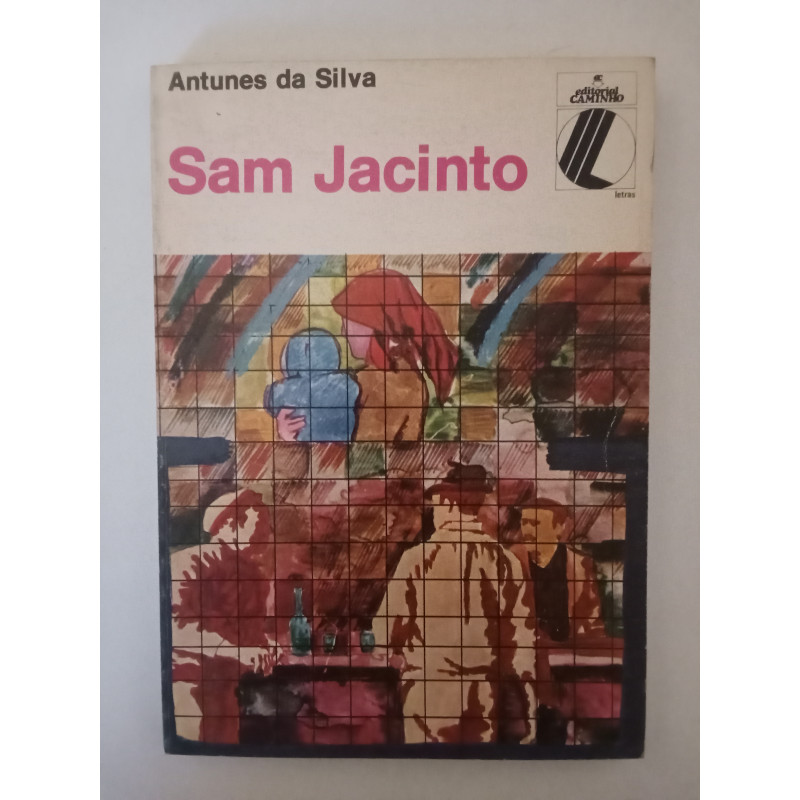 Antunes da Silva
Sam Jacinto
editorial
CAMINHO
letras